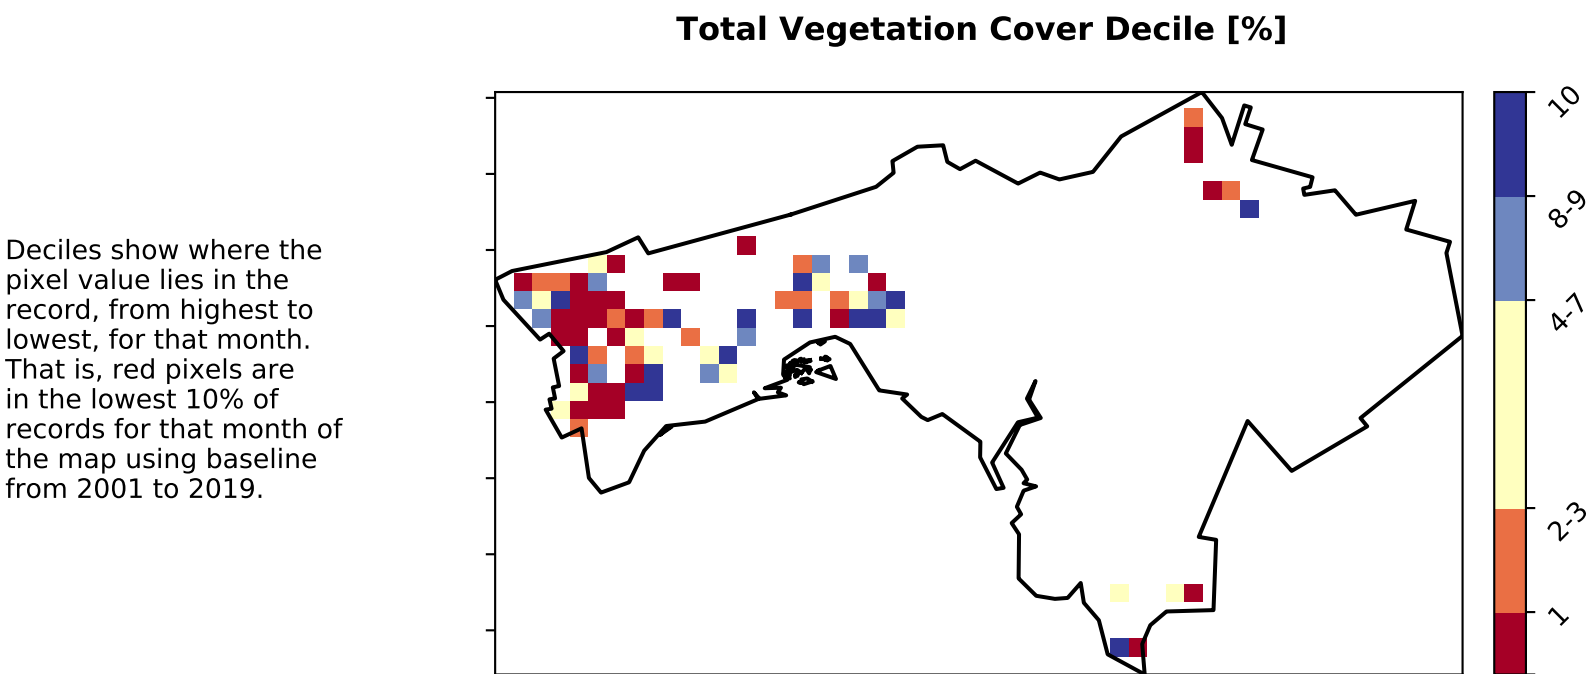 Total Vegetation Cover Decile [%]
Deciles show where the
pixel value lies in the
record, from highest to
lowest, for that month.
That is, red pixels are
in the lowest 10% of
records for that month of
the map using baseline
from 2001 to 2019.
10
8-9
4-7
2-3
1